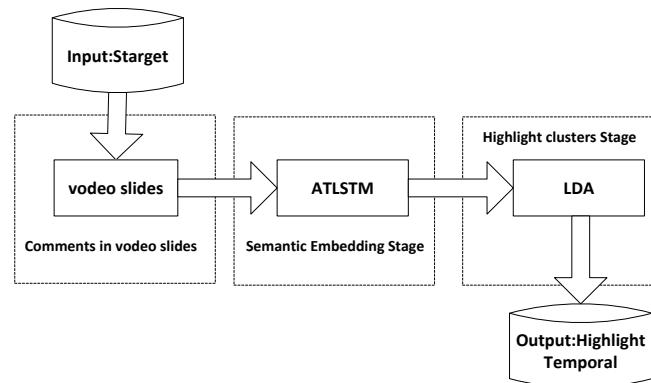 Input:Starget
Highlight clusters Stage
vodeo slides
ATLSTM
LDA
Comments in vodeo slides
Semantic Embedding Stage
Output:Highlight
Temporal